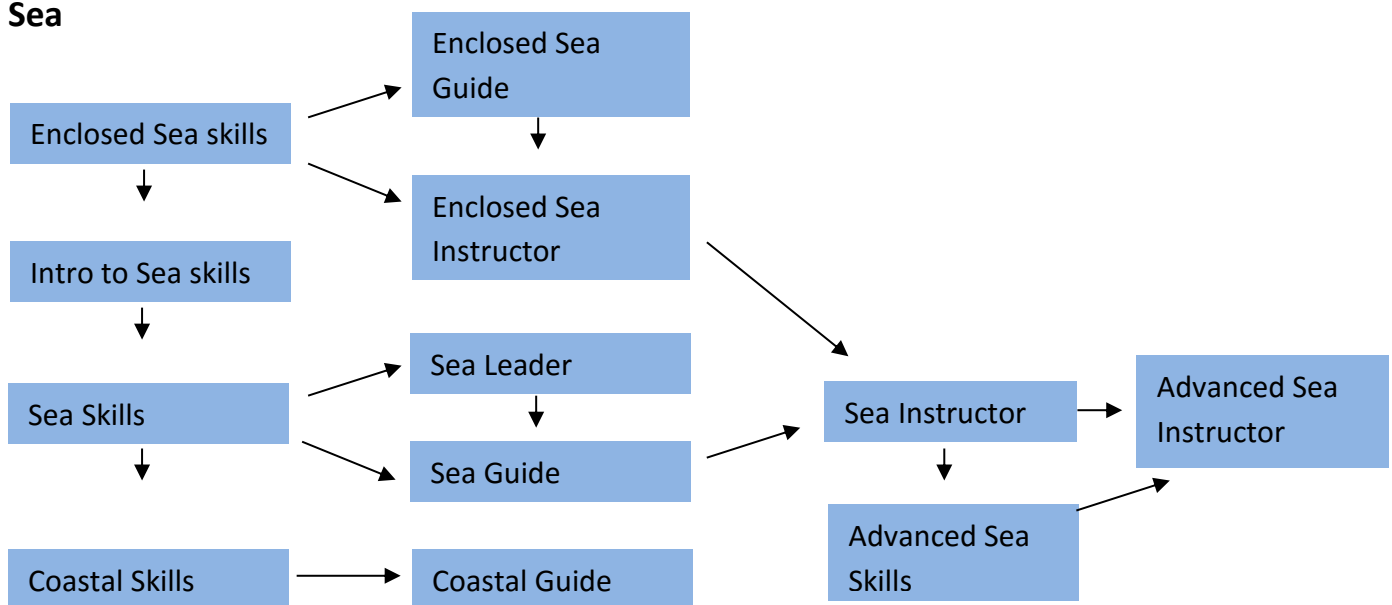 Sea
Enclosed Sea
Guide
Enclosed Sea skills
Enclosed Sea
Instructor
Intro to Sea skills
Sea Leader
Sea Skills
Sea Guide
Sea Instructor
Advanced Sea
Instructor
Coastal Skills
Coastal Guide
Advanced Sea
Skills